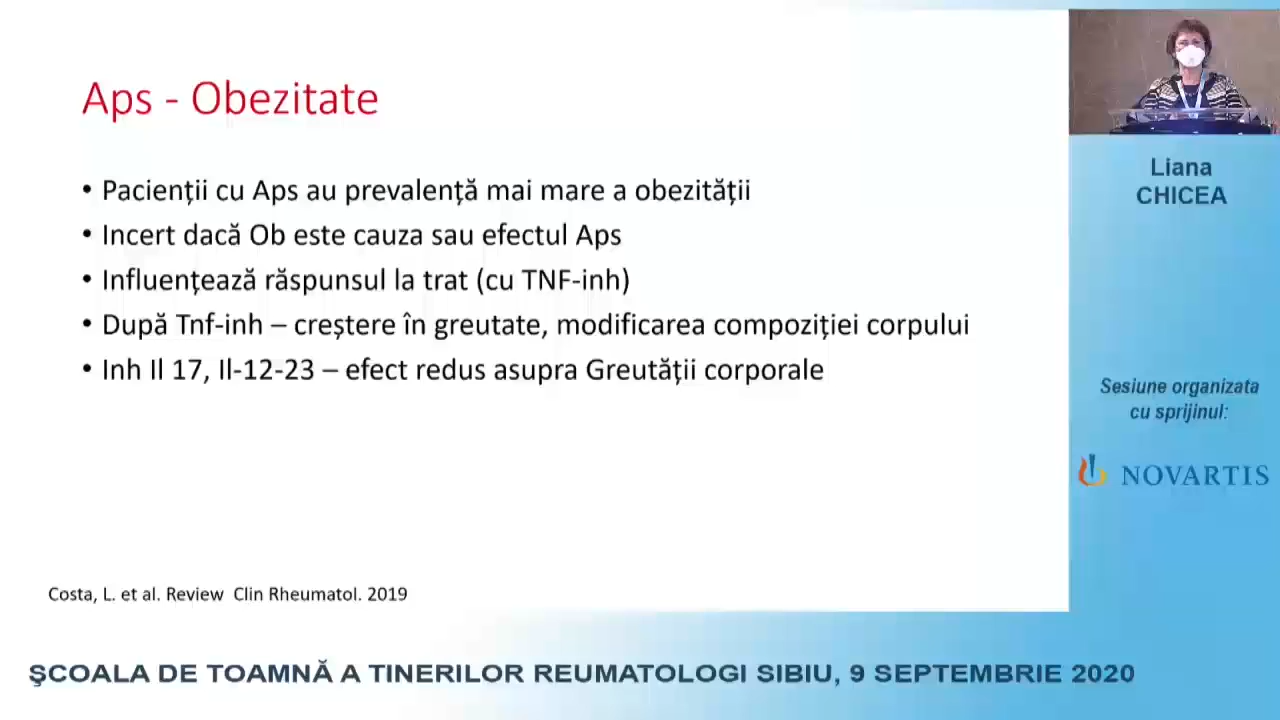 Aps - Obezitate
• Pacienții cu Aps au prevalență mai mare a obezității
• Incert dacă Ob este cauza sau efectul Aps
• Influențează răspunsul la trat (cu TNF-inh)
• După Tnf-inh – creștere în greutate, modificarea compoziției corpului
• Inh Il 17, Il-12-23 – efect redus asupra Greutății corporale
Costa, L. et al. Review Clin Rheumatol. 2019
Liana
CHICEA
Sesiune organizata
cu sprijinul:
NOVARTIS
ŞCOALA DE TOAMNĂ A TINERILOR REUMATOLOGI SIBIU, 9 SEPTEMBRIE 2020